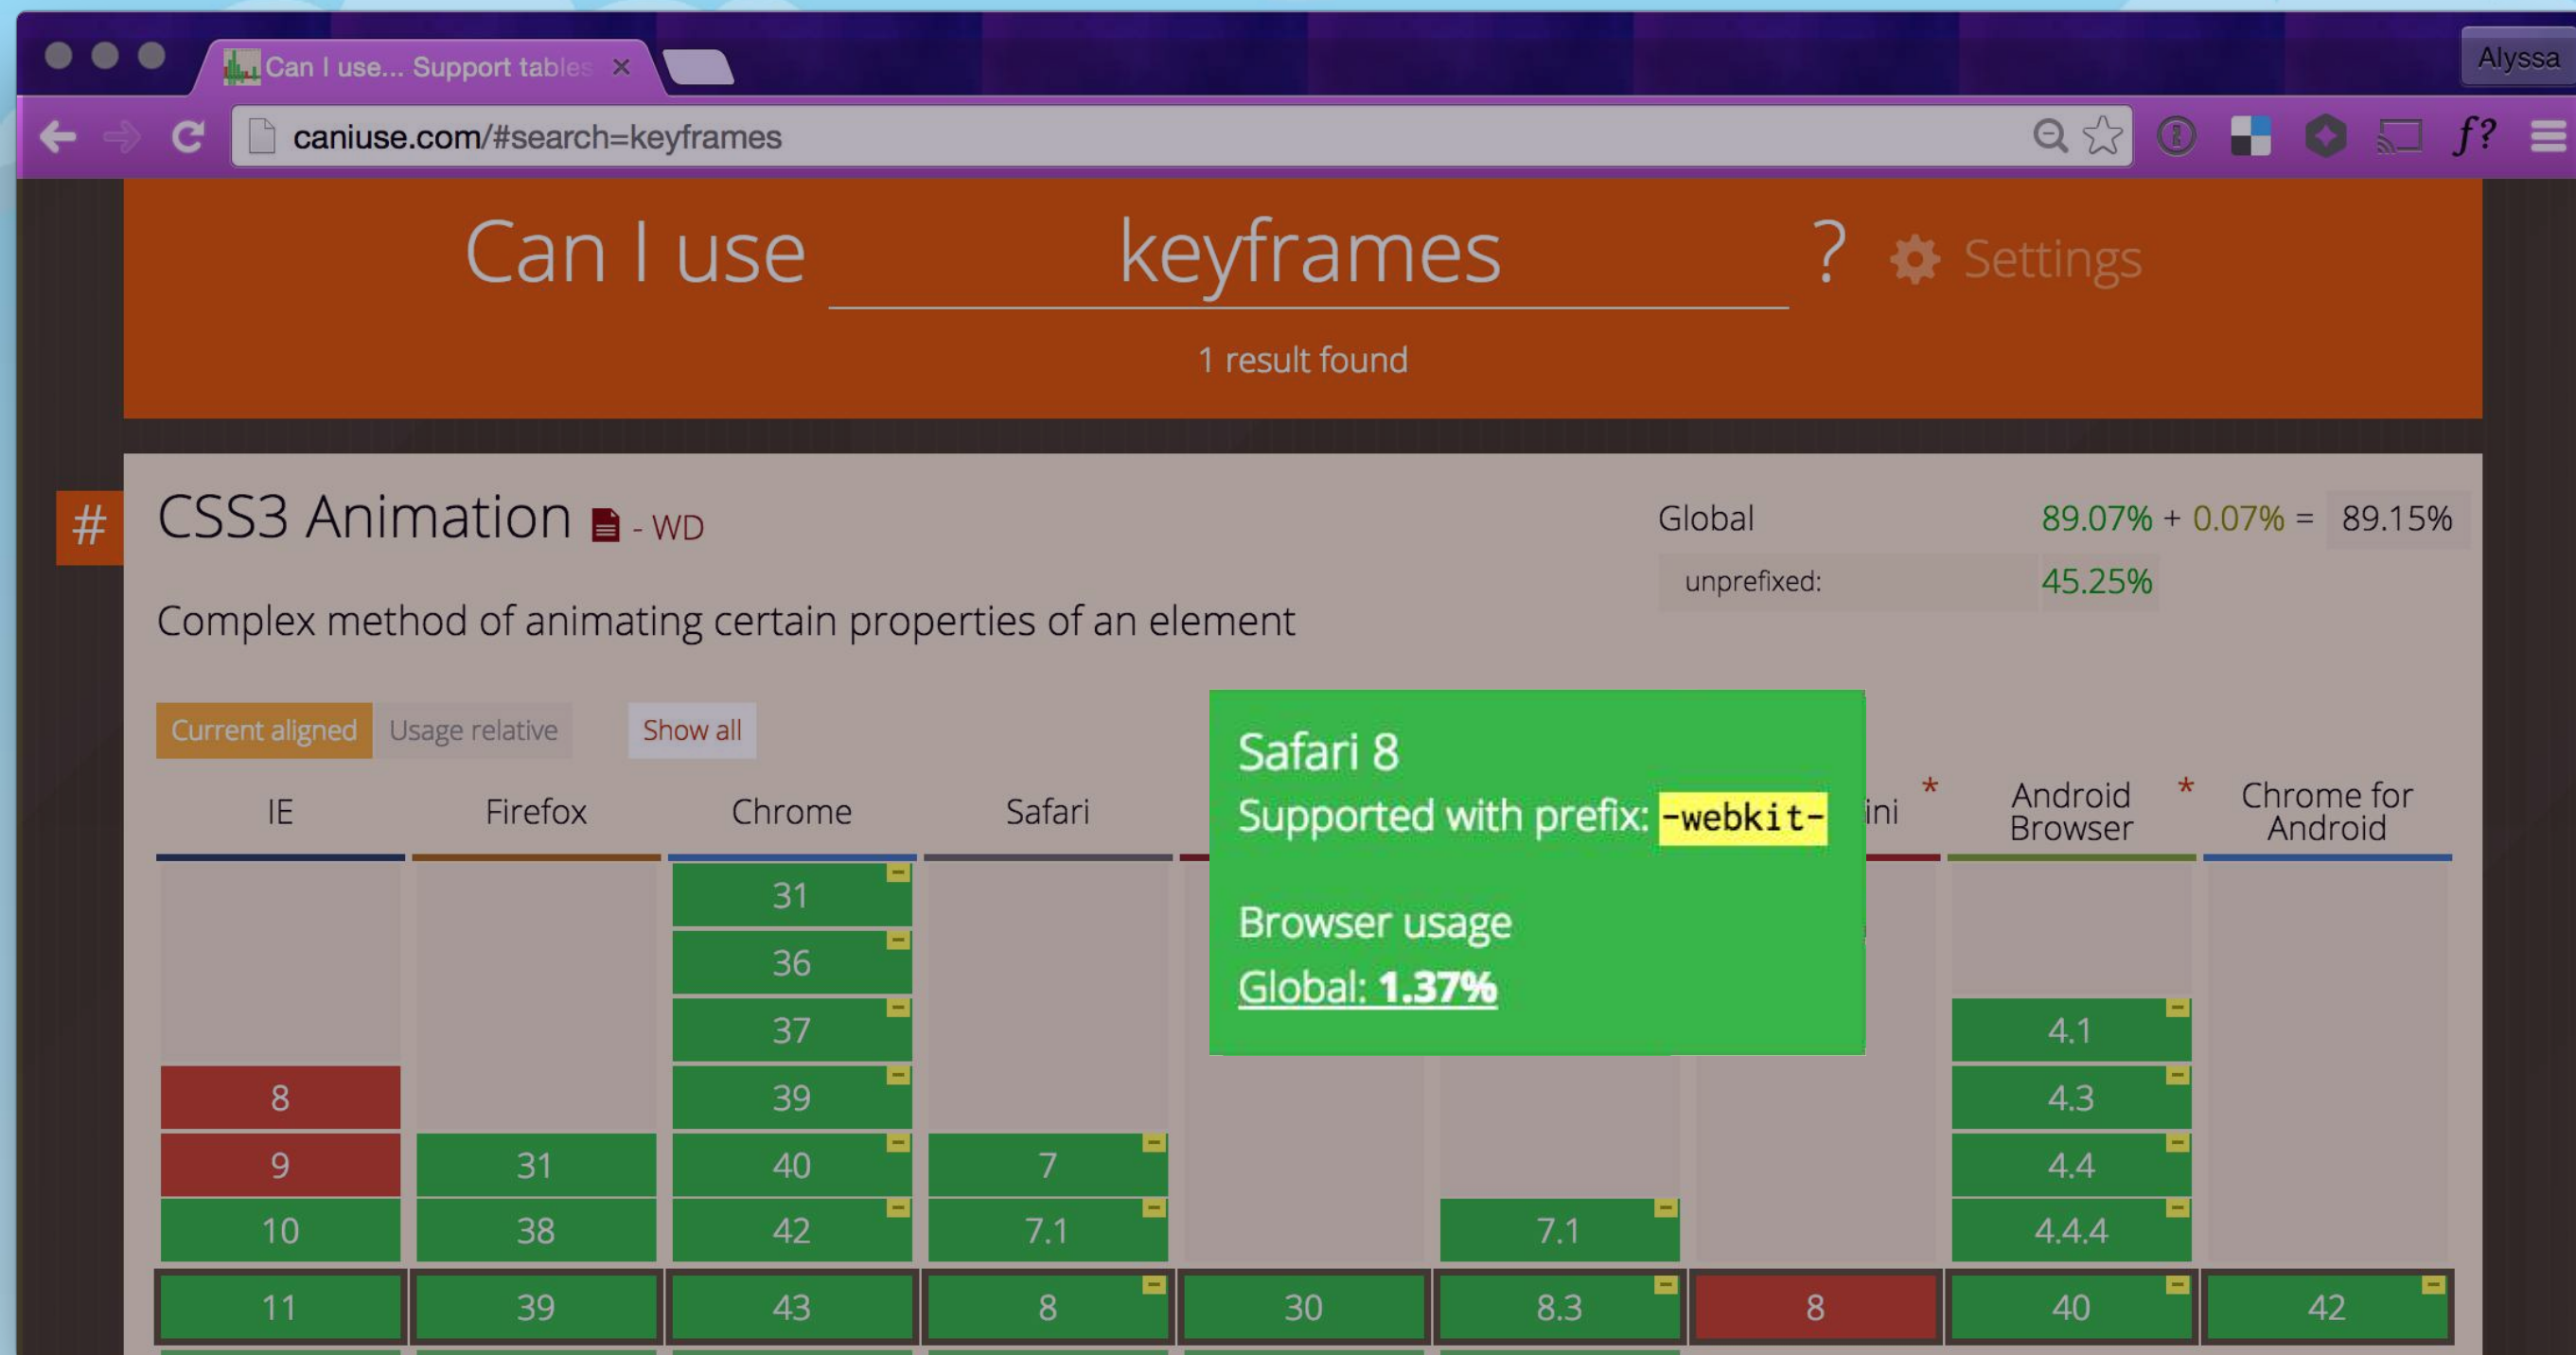 Can I use... Support tables
Alyssa
caniuse.com/#search=keyframes
f?
Can I use keyframes ? Settings
1 result found
# CSS3 Animation - WD
Global 89.07% + 0.07% = 89.15%
unprefixed: 45.25%
Complex method of animating certain properties of an element
Current aligned Usage relative Show all
Safari 8
Supported with prefix: -webkit-
Browser usage
Global: 1.37%
IE Firefox Chrome Safari ini * Android Browser * Chrome for Android
31
36
37 4.1
8 39 4.3
9 31 40 7 4.4
10 38 42 7.1 7.1 4.4.4
11 39 43 8 30 8.3 8 40 42